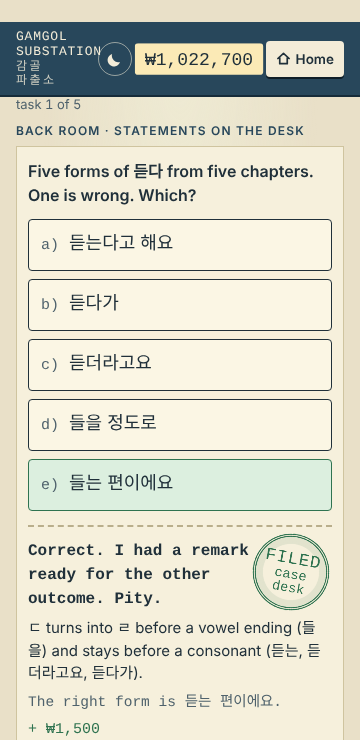 GAMGOL
SUBSTATION
감골
파출소
₩1,022,700
Home
task 1 of 5
BACK ROOM · STATEMENTS ON THE DESK
Five forms of 듣다 from five chapters.
One is wrong. Which?
a) 듣는다고 해요
b) 듣다가
c) 듣더라고요
d) 들을 정도로
e) 들는 편이에요
Correct. I had a remark
ready for the other
outcome. Pity.
FILED
case
desk
ㄷ turns into ㄹ before a vowel ending (들
을) and stays before a consonant (듣는, 듣
더라고요, 듣다가).
The right form is 듣는 편이에요.
+ ₩1,500